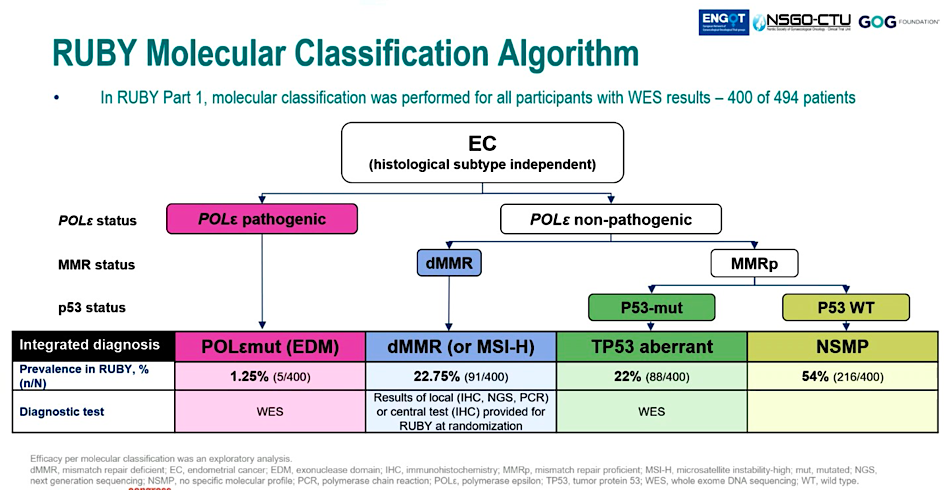 ENGOT
NSGO-CTU
GOG FOUNDATION
RUBY Molecular Classification Algorithm
• In RUBY Part 1, molecular classification was performed for all participants with WES results – 400 of 494 patients
EC
(histological subtype independent)
POLε status
POLε pathogenic
POLε non-pathogenic
MMR status
dMMR
MMRp
p53 status
P53-mut
P53 WT
Integrated diagnosis
POLεmut (EDM)
dMMR (or MSI-H)
TP53 aberrant
NSMP
Prevalence in RUBY, %
(n/N)
1.25% (5/400)
22.75% (91/400)
22% (88/400)
54% (216/400)
Diagnostic test
WES
Results of local (IHC, NGS, PCR)
or central test (IHC) provided for
RUBY at randomization
WES
Efficacy per molecular classification was an exploratory analysis.
dMMR, mismatch repair deficient; EC, endometrial cancer; EDM, exonuclease domain; IHC, immunohistochemistry; MMRp, mismatch repair proficient; MSI-H, microsatellite instability-high; mut, mutated; NGS,
next generation sequencing; NSMP, no specific molecular profile; PCR, polymerase chain reaction; POLε, polymerase epsilon; TP53, tumor protein 53; WES, whole exome DNA sequencing; WT, wild type.